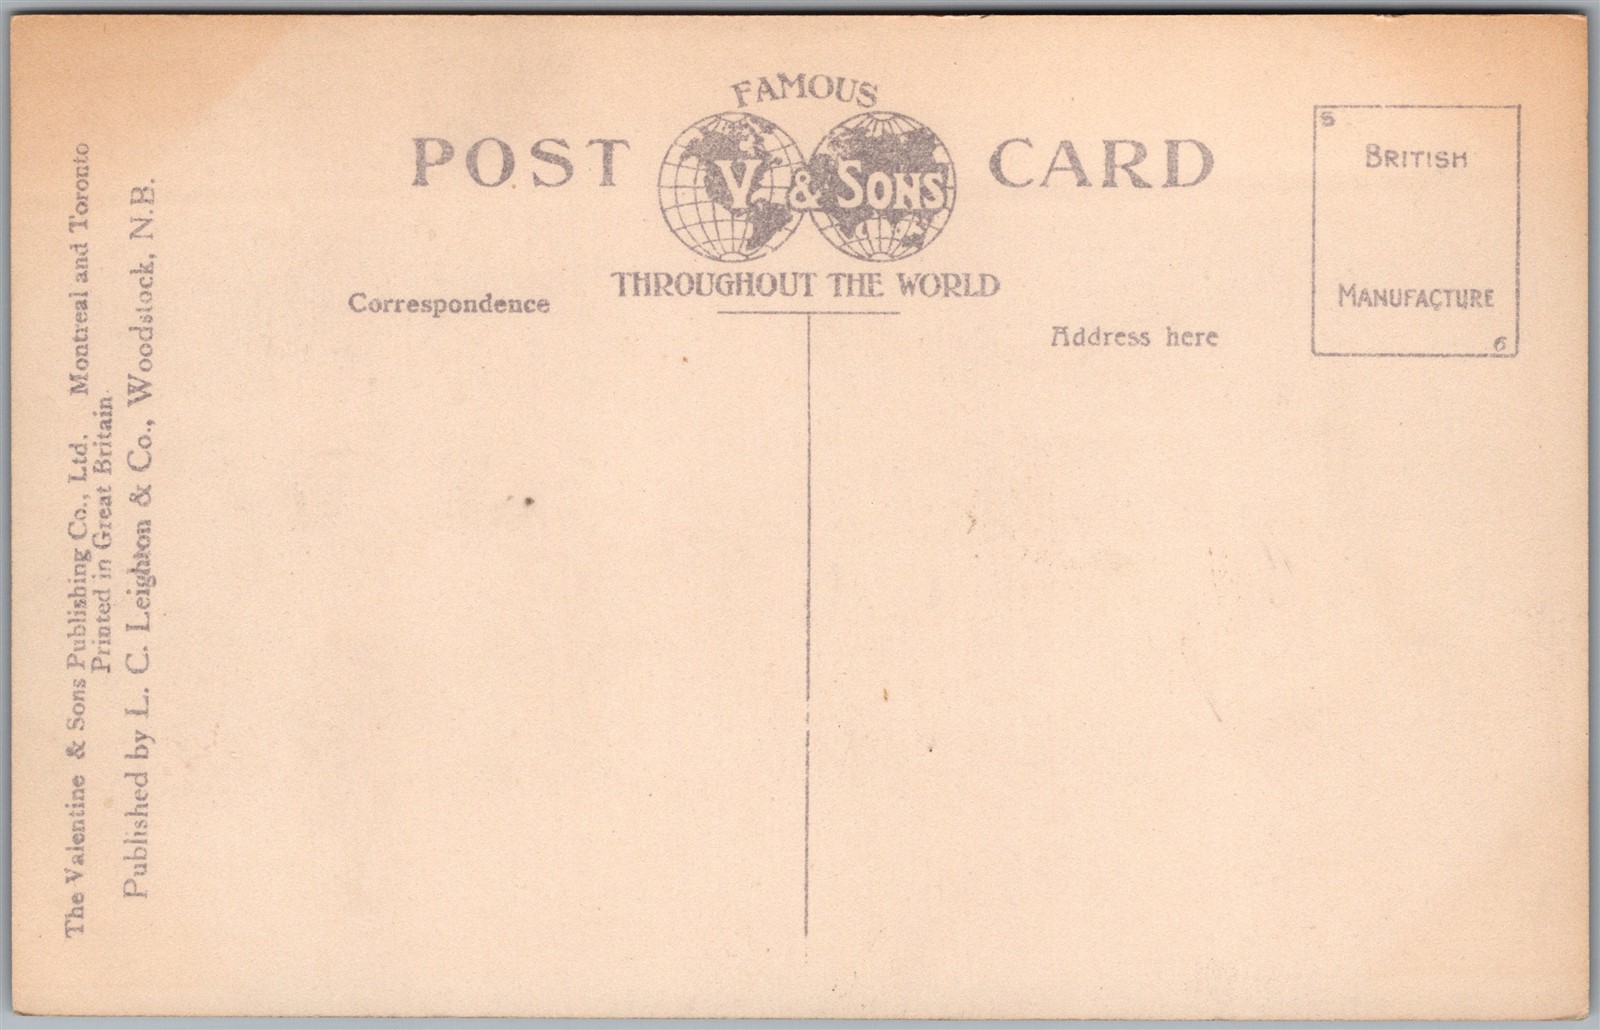 FAMOUS
POST V & SONS CARD
THROUGHOUT THE WORLD
Correspondence
Address here
5
BRITISH
MANUFACTURE
6
The Valentine & Sons Publishing Co., Ltd. Montreal and Toronto
Printed in Great Britain
Published by L. C. Leighton & Co., Woodstock, N.B.